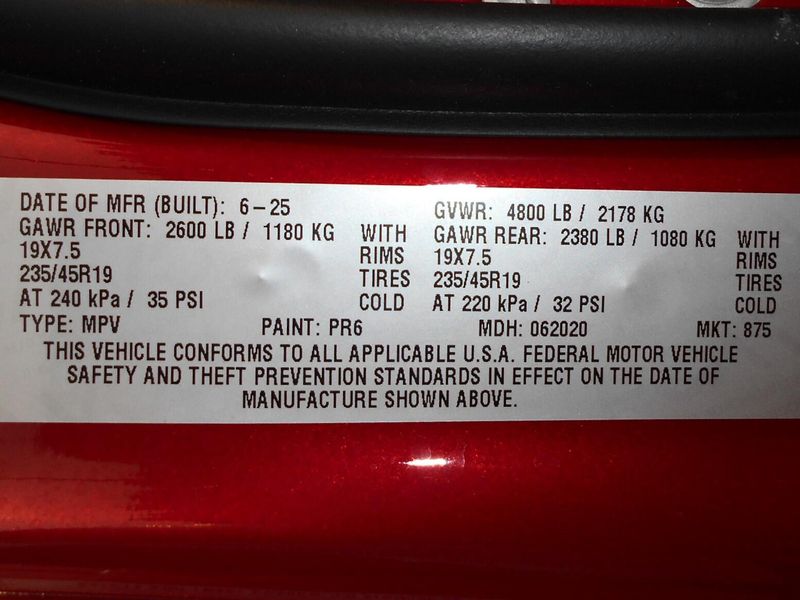 DATE OF MFR (BUILT): 6-25 GVWR: 4800 LB / 2178 KG
GAWR FRONT: 2600 LB / 1180 KG WITH GAWR REAR: 2380 LB / 1080 KG WITH
19X7.5 RIMS 19X7.5 RIMS
235/45R19 TIRES 235/45R19 TIRES
AT 240 kPa / 35 PSI COLD AT 220 kPa / 32 PSI COLD
TYPE: MPV PAINT: PR6 MDH: 062020 MKT: 875
THIS VEHICLE CONFORMS TO ALL APPLICABLE U.S.A. FEDERAL MOTOR VEHICLE
SAFETY AND THEFT PREVENTION STANDARDS IN EFFECT ON THE DATE OF
MANUFACTURE SHOWN ABOVE.